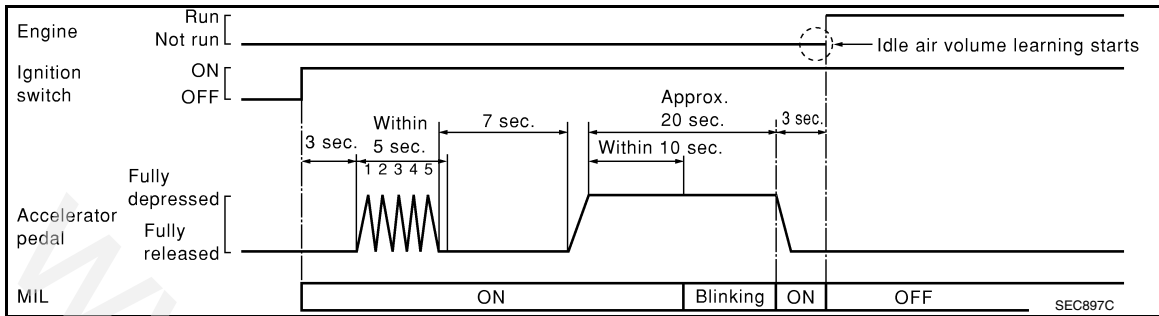 Engine
Run
Not run
Idle air volume learning starts
Ignition
switch
ON
OFF
3 sec.
Within
5 sec.
7 sec.
Approx.
20 sec.
3 sec.
Within 10 sec.
1 2 3 4 5
Accelerator
pedal
Fully
depressed
Fully
released
MIL
ON
Blinking
ON
OFF
SEC897C